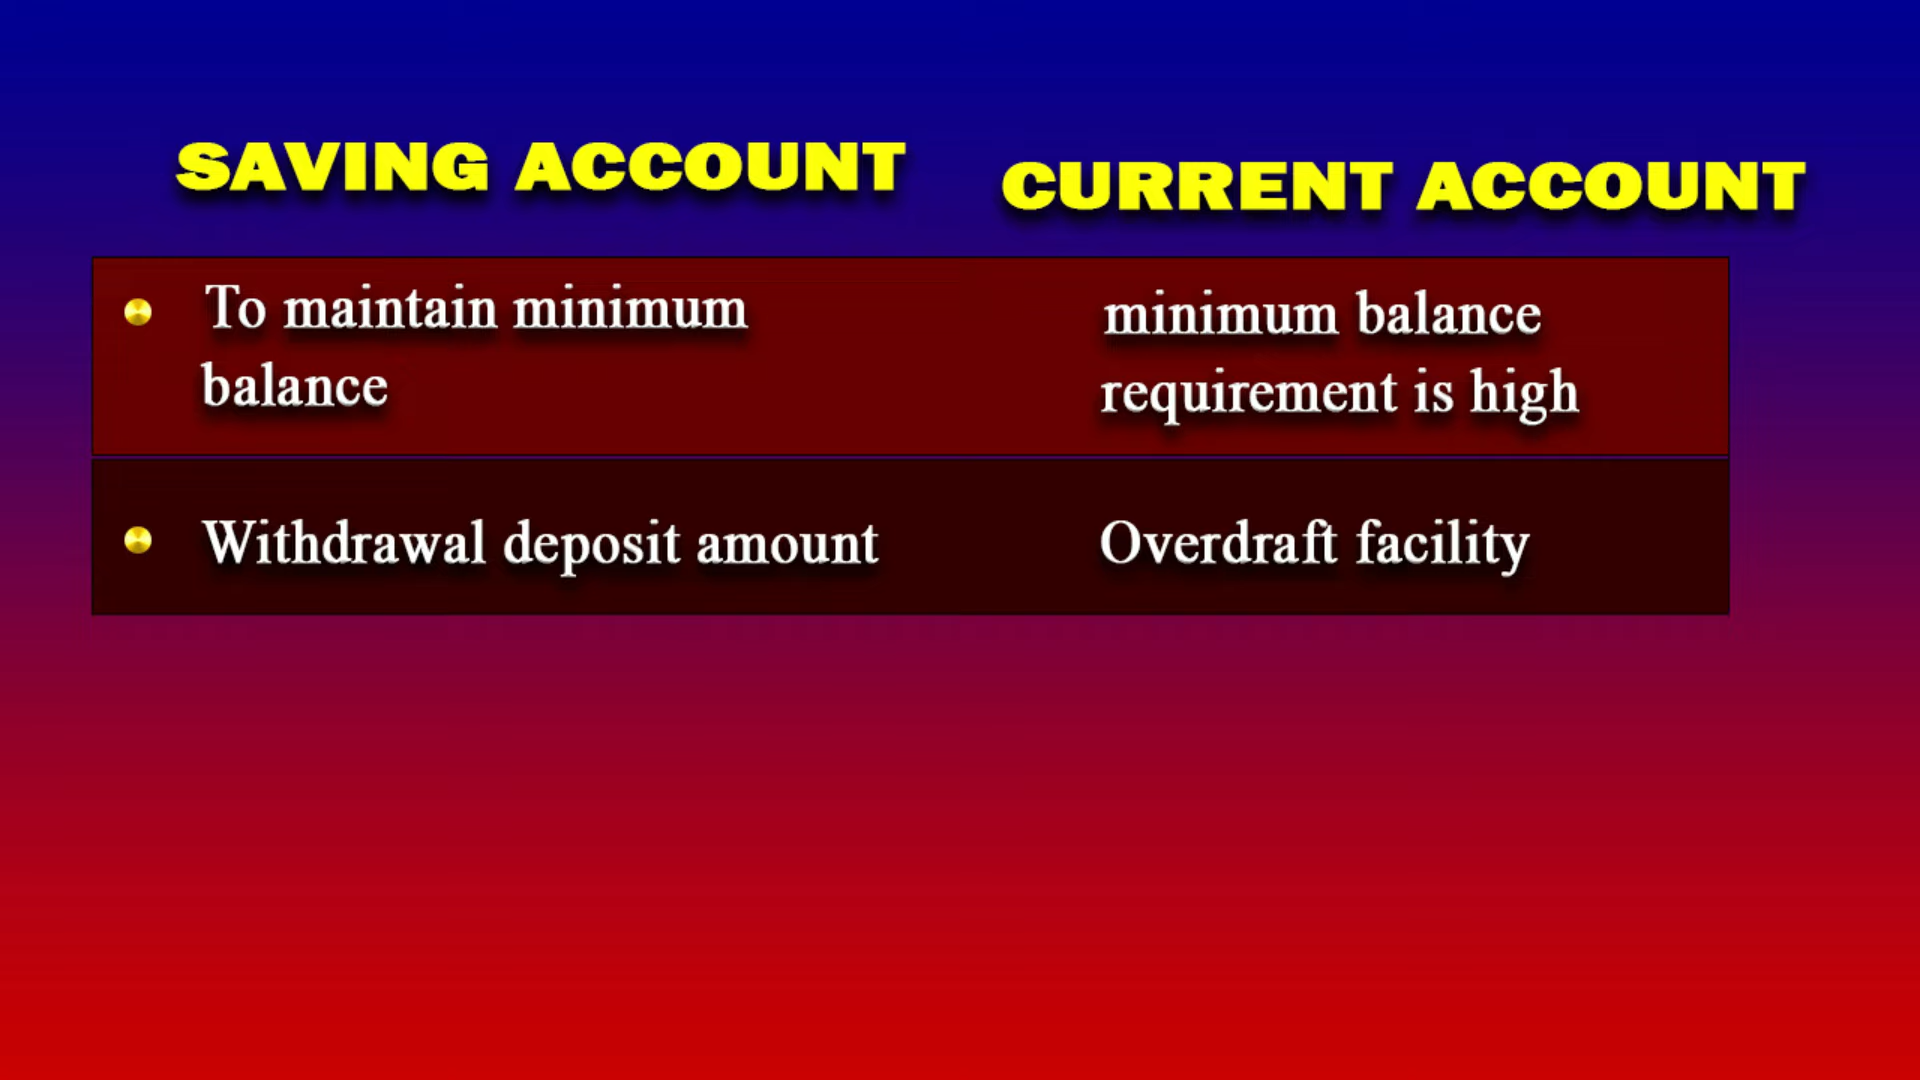 SAVING ACCOUNT
CURRENT ACCOUNT
To maintain minimum
balance
minimum balance
requirement is high
Withdrawal deposit amount
Overdraft facility